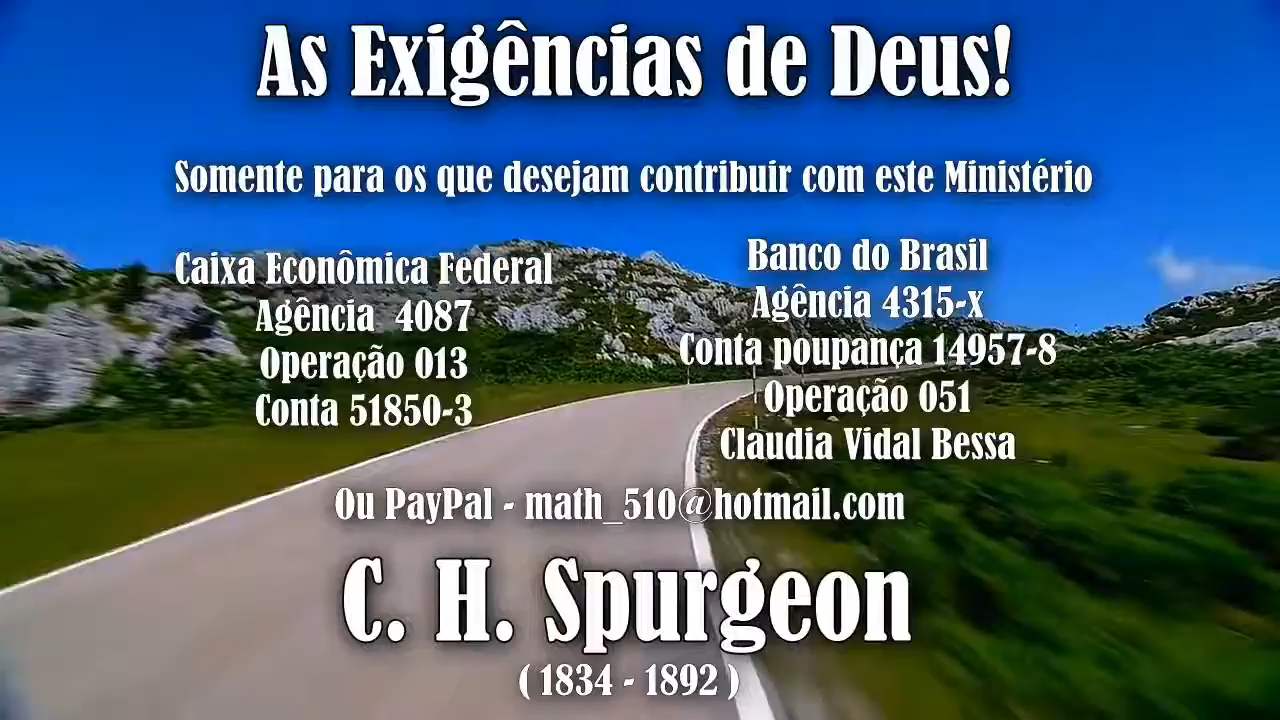 As Exigências de Deus!
Somente para os que desejam contribuir com este Ministério
Caixa Econômica Federal
Agência 4087
Operação 013
Conta 51850-3
Banco do Brasil
Agência 4315-x
Conta poupança 14957-8
Operação 051
Claudia Vidal Bessa
Ou PayPal - math_510@hotmail.com
C. H. Spurgeon
( 1834 - 1892 )